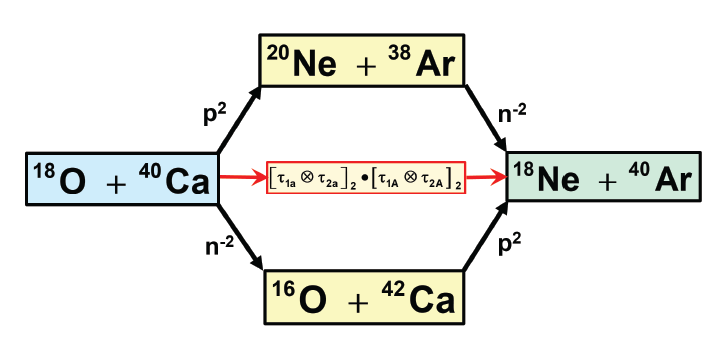 ²⁰Ne + ³⁸Ar
p² n⁻²
¹⁸O + ⁴⁰Ca
[τ₁ₐ ⊗ τ₂ₐ]₂ • [τ₁A ⊗ τ₂A]₂
¹⁸Ne + ⁴⁰Ar
n⁻² p²
¹⁶O + ⁴²Ca